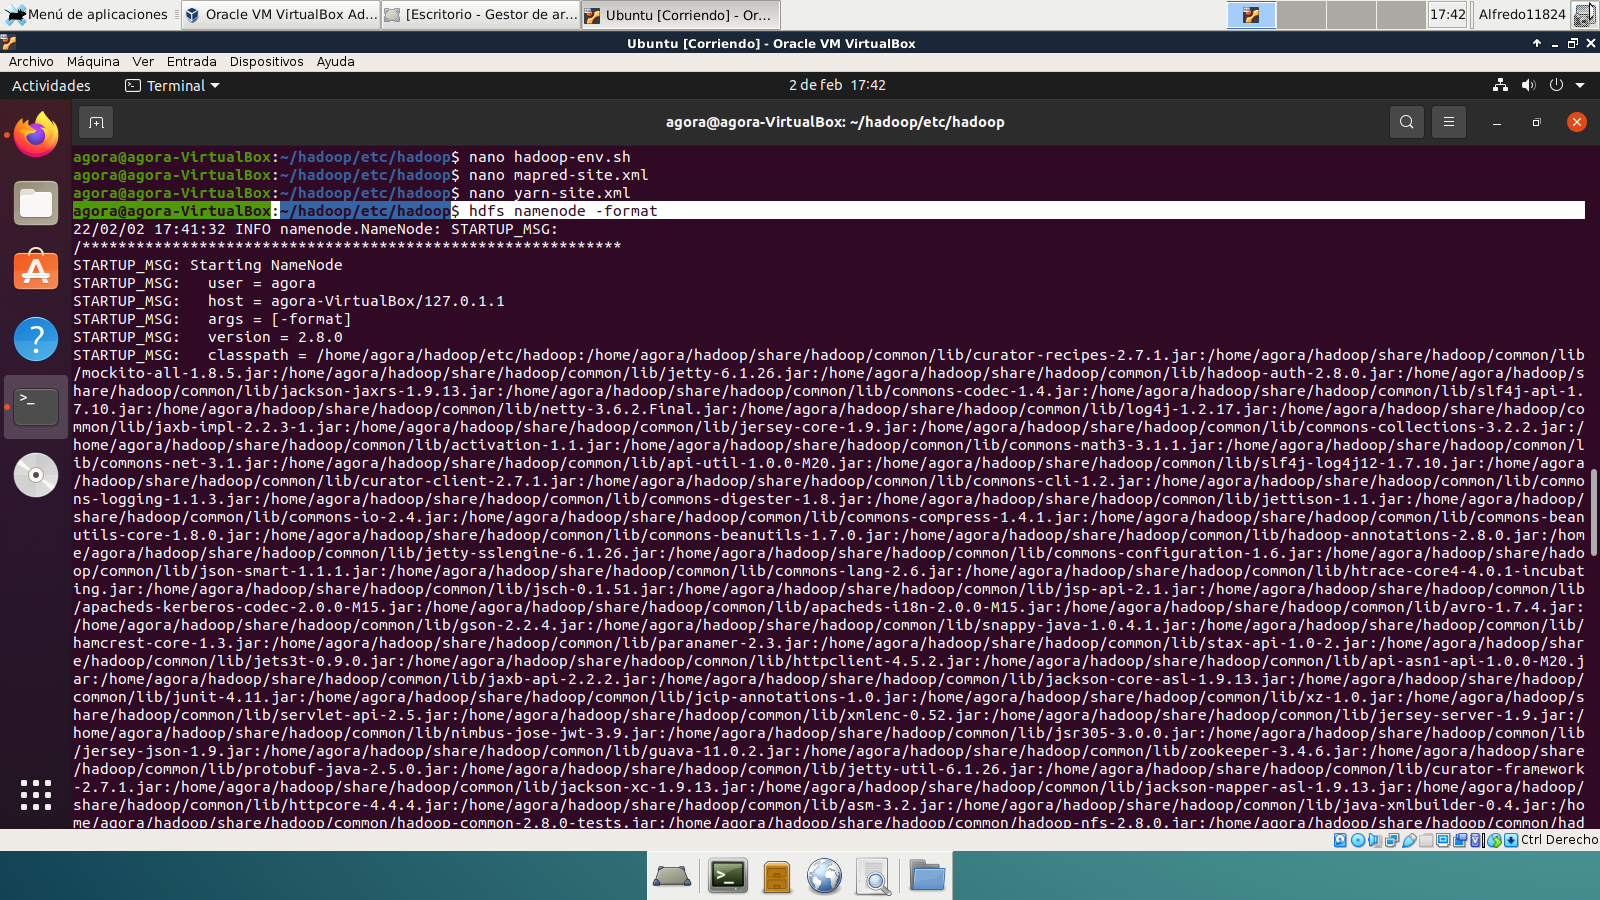 Menú de aplicaciones
Oracle VM VirtualBox Ad...
[Escritorio - Gestor de ar...
Ubuntu [Corriendo] - Or...
17:42
Alfredo11824
Ubuntu [Corriendo] - Oracle VM VirtualBox
Archivo Máquina Ver Entrada Dispositivos Ayuda
Actividades Terminal 2 de feb 17:42
agora@agora-VirtualBox: ~/hadoop/etc/hadoop
agora@agora-VirtualBox:~/hadoop/etc/hadoop$ nano hadoop-env.sh
agora@agora-VirtualBox:~/hadoop/etc/hadoop$ nano mapred-site.xml
agora@agora-VirtualBox:~/hadoop/etc/hadoop$ nano yarn-site.xml
agora@agora-VirtualBox:~/hadoop/etc/hadoop$ hdfs namenode -format
22/02/02 17:41:32 INFO namenode.NameNode: STARTUP_MSG:
/************************************************************
STARTUP_MSG: Starting NameNode
STARTUP_MSG:   user = agora
STARTUP_MSG:   host = agora-VirtualBox/127.0.1.1
STARTUP_MSG:   args = [-format]
STARTUP_MSG:   version = 2.8.0
STARTUP_MSG:   classpath = /home/agora/hadoop/etc/hadoop:/home/agora/hadoop/share/hadoop/common/lib/curator-recipes-2.7.1.jar:/home/agora/hadoop/share/hadoop/common/lib
/mockito-all-1.8.5.jar:/home/agora/hadoop/share/hadoop/common/lib/jetty-6.1.26.jar:/home/agora/hadoop/share/hadoop/common/lib/hadoop-auth-2.8.0.jar:/home/agora/hadoop/s
hare/hadoop/common/lib/jackson-jaxrs-1.9.13.jar:/home/agora/hadoop/share/hadoop/common/lib/commons-codec-1.4.jar:/home/agora/hadoop/share/hadoop/common/lib/slf4j-api-1.
7.10.jar:/home/agora/hadoop/share/hadoop/common/lib/netty-3.6.2.Final.jar:/home/agora/hadoop/share/hadoop/common/lib/log4j-1.2.17.jar:/home/agora/hadoop/share/hadoop/co
mmon/lib/jaxb-impl-2.2.3-1.jar:/home/agora/hadoop/share/hadoop/common/lib/jersey-core-1.9.jar:/home/agora/hadoop/share/hadoop/common/lib/commons-collections-3.2.2.jar:/
home/agora/hadoop/share/hadoop/common/lib/activation-1.1.jar:/home/agora/hadoop/share/hadoop/common/lib/commons-math3-3.1.1.jar:/home/agora/hadoop/share/hadoop/common/l
ib/commons-net-3.1.jar:/home/agora/hadoop/share/hadoop/common/lib/api-util-1.0.0-M20.jar:/home/agora/hadoop/share/hadoop/common/lib/slf4j-log4j12-1.7.10.jar:/home/agora
/hadoop/share/hadoop/common/lib/curator-client-2.7.1.jar:/home/agora/hadoop/share/hadoop/common/lib/commons-cli-1.2.jar:/home/agora/hadoop/share/hadoop/common/lib/commo
ns-logging-1.1.3.jar:/home/agora/hadoop/share/hadoop/common/lib/commons-digester-1.8.jar:/home/agora/hadoop/share/hadoop/common/lib/jettison-1.1.jar:/home/agora/hadoop/
share/hadoop/common/lib/commons-io-2.4.jar:/home/agora/hadoop/share/hadoop/common/lib/commons-compress-1.4.1.jar:/home/agora/hadoop/share/hadoop/common/lib/commons-bean
utils-core-1.8.0.jar:/home/agora/hadoop/share/hadoop/common/lib/commons-beanutils-1.7.0.jar:/home/agora/hadoop/share/hadoop/common/lib/hadoop-annotations-2.8.0.jar:/hom
e/agora/hadoop/share/hadoop/common/lib/jetty-sslengine-6.1.26.jar:/home/agora/hadoop/share/hadoop/common/lib/commons-configuration-1.6.jar:/home/agora/hadoop/share/hado
op/common/lib/json-smart-1.1.1.jar:/home/agora/hadoop/share/hadoop/common/lib/commons-lang-2.6.jar:/home/agora/hadoop/share/hadoop/common/lib/htrace-core4-4.0.1-incubat
ing.jar:/home/agora/hadoop/share/hadoop/common/lib/jsch-0.1.51.jar:/home/agora/hadoop/share/hadoop/common/lib/jsp-api-2.1.jar:/home/agora/hadoop/share/hadoop/common/lib
/apacheds-kerberos-codec-2.0.0-M15.jar:/home/agora/hadoop/share/hadoop/common/lib/apacheds-i18n-2.0.0-M15.jar:/home/agora/hadoop/share/hadoop/common/lib/avro-1.7.4.jar:
/home/agora/hadoop/share/hadoop/common/lib/gson-2.2.4.jar:/home/agora/hadoop/share/hadoop/common/lib/snappy-java-1.0.4.1.jar:/home/agora/hadoop/share/hadoop/common/lib/
hamcrest-core-1.3.jar:/home/agora/hadoop/share/hadoop/common/lib/paranamer-2.3.jar:/home/agora/hadoop/share/hadoop/common/lib/stax-api-1.0-2.jar:/home/agora/hadoop/shar
e/hadoop/common/lib/jets3t-0.9.0.jar:/home/agora/hadoop/share/hadoop/common/lib/httpclient-4.5.2.jar:/home/agora/hadoop/share/hadoop/common/lib/api-asn1-api-1.0.0-M20.j
ar:/home/agora/hadoop/share/hadoop/common/lib/jaxb-api-2.2.2.jar:/home/agora/hadoop/share/hadoop/common/lib/jackson-core-asl-1.9.13.jar:/home/agora/hadoop/share/hadoop/
common/lib/junit-4.11.jar:/home/agora/hadoop/share/hadoop/common/lib/jcip-annotations-1.0.jar:/home/agora/hadoop/share/hadoop/common/lib/xz-1.0.jar:/home/agora/hadoop/s
hare/hadoop/common/lib/servlet-api-2.5.jar:/home/agora/hadoop/share/hadoop/common/lib/xmlenc-0.52.jar:/home/agora/hadoop/share/hadoop/common/lib/jersey-server-1.9.jar:/
home/agora/hadoop/share/hadoop/common/lib/nimbus-jose-jwt-3.9.jar:/home/agora/hadoop/share/hadoop/common/lib/jsr305-3.0.0.jar:/home/agora/hadoop/share/hadoop/common/lib
/jersey-json-1.9.jar:/home/agora/hadoop/share/hadoop/common/lib/guava-11.0.2.jar:/home/agora/hadoop/share/hadoop/common/lib/zookeeper-3.4.6.jar:/home/agora/hadoop/share
/hadoop/common/lib/protobuf-java-2.5.0.jar:/home/agora/hadoop/share/hadoop/common/lib/jetty-util-6.1.26.jar:/home/agora/hadoop/share/hadoop/common/lib/curator-framework
-2.7.1.jar:/home/agora/hadoop/share/hadoop/common/lib/jackson-xc-1.9.13.jar:/home/agora/hadoop/share/hadoop/common/lib/jackson-mapper-asl-1.9.13.jar:/home/agora/hadoop/
share/hadoop/common/lib/httpcore-4.4.4.jar:/home/agora/hadoop/share/hadoop/common/lib/asm-3.2.jar:/home/agora/hadoop/share/hadoop/common/lib/java-xmlbuilder-0.4.jar:/ho
me/agora/hadoop/share/hadoop/common/hadoop-common-2.8.0-tests.jar:/home/agora/hadoop/share/hadoop/common/hadoop-nfs-2.8.0.jar:/home/agora/hadoop/share/hadoop/common/had
Ctrl Derecho